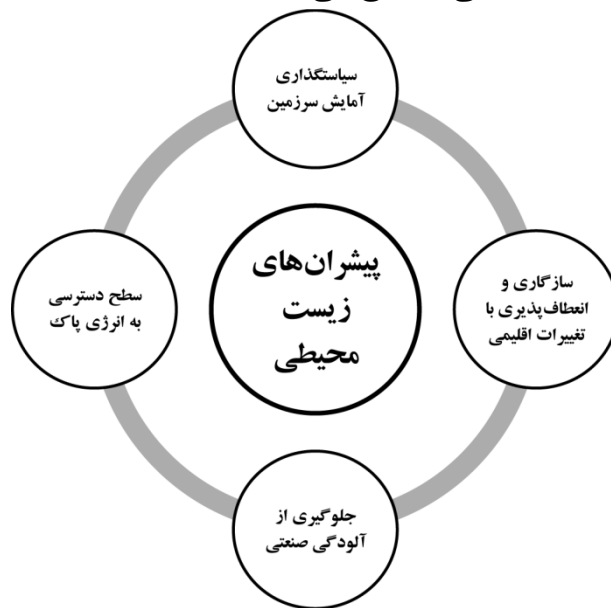 سیاستگذاری
آمایش سرزمین
پیشران‌های
زیست
محیطی
سازگاری و
انعطاف‌پذیری با
تغییرات اقلیمی
سطح دسترسی
به انرژی پاک
جلوگیری از
آلودگی صنعتی